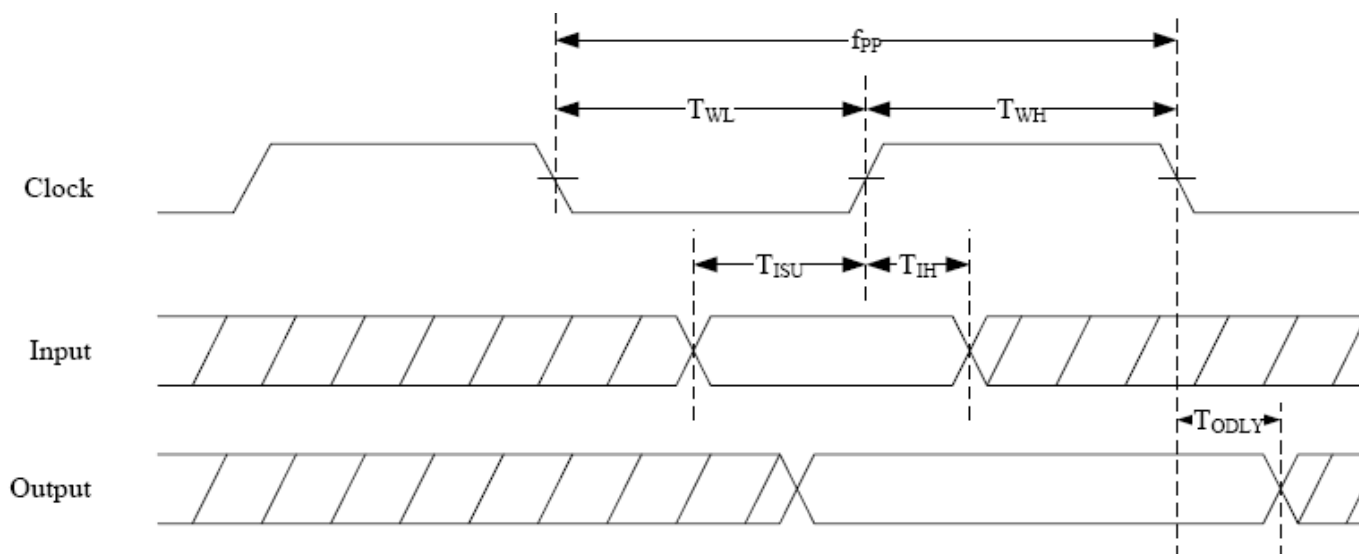 fPP
TWL TWH
Clock
TISU TIH
Input
TODLY
Output